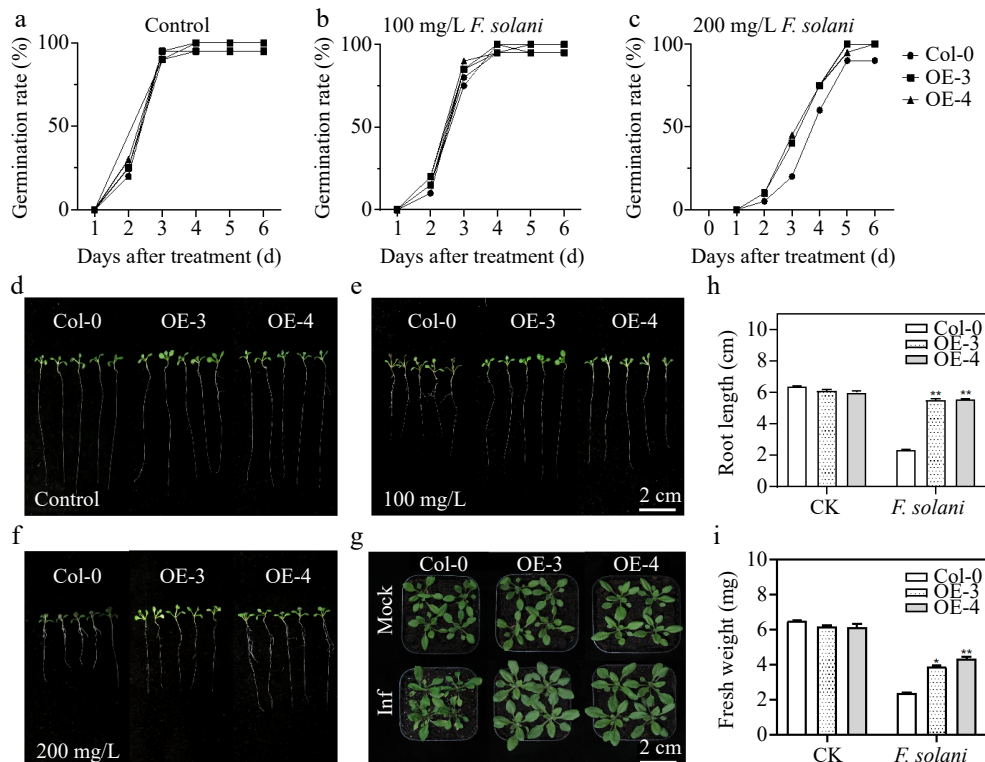 a
Control
Germination rate (%)
100
50
0
1 2 3 4 5 6
Days after treatment (d)
b
100 mg/L F. solani
Germination rate (%)
100
50
0
1 2 3 4 5 6
Days after treatment (d)
c
200 mg/L F. solani
Germination rate (%)
100
50
0
0 1 2 3 4 5 6
Days after treatment (d)
Col-0
OE-3
OE-4
d
Col-0 OE-3 OE-4
Control
e
Col-0 OE-3 OE-4
100 mg/L
2 cm
h
Root length (cm)
10
8
6
4
2
0
Col-0
OE-3
OE-4
** **
CK F. solani
f
Col-0 OE-3 OE-4
200 mg/L
g
Col-0 OE-3 OE-4
Mock
Inf
2 cm
i
Fresh weight (mg)
10
8
6
4
2
0
Col-0
OE-3
OE-4
* **
CK F. solani